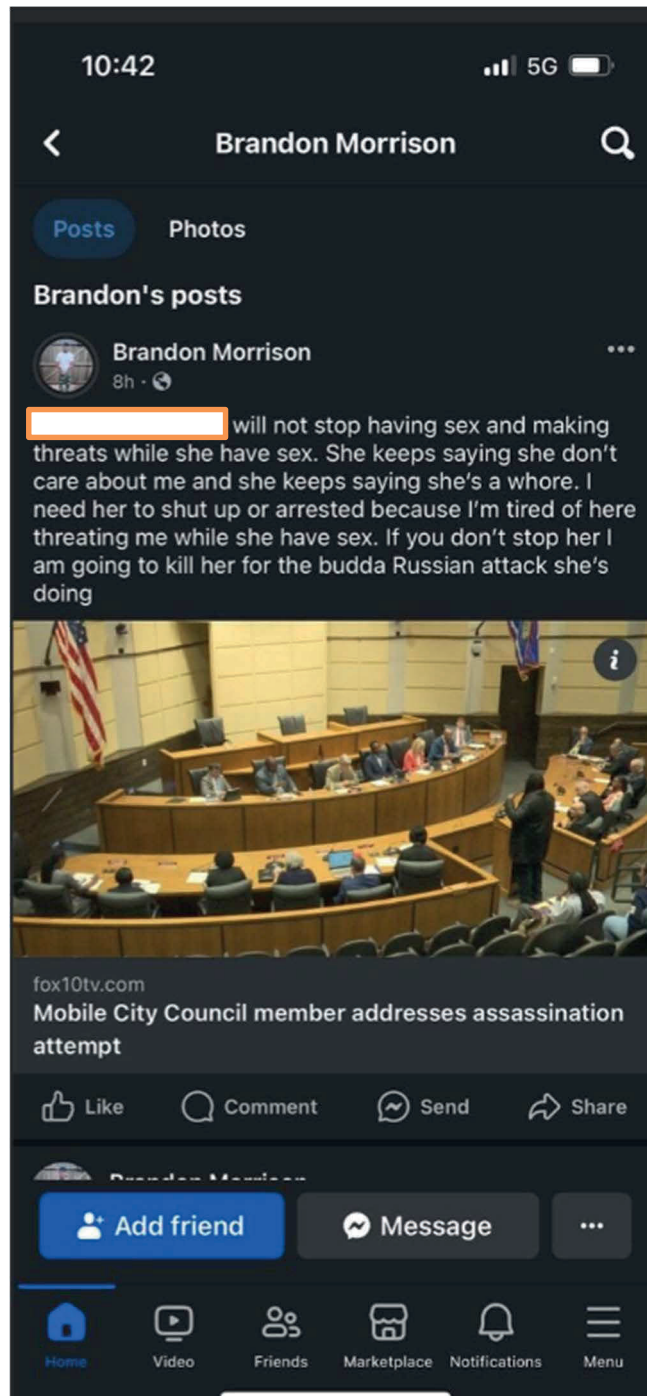 10:42 5G
Brandon Morrison
Posts Photos
Brandon's posts
Brandon Morrison
8h ·
will not stop having sex and making
threats while she have sex. She keeps saying she don't
care about me and she keeps saying she's a whore. I
need her to shut up or arrested because I'm tired of here
threating me while she have sex. If you don't stop her I
am going to kill her for the budda Russian attack she's
doing
i
fox10tv.com
Mobile City Council member addresses assassination
attempt
Like Comment Send Share
Brandon Morrison
Add friend Message
Home Video Friends Marketplace Notifications Menu